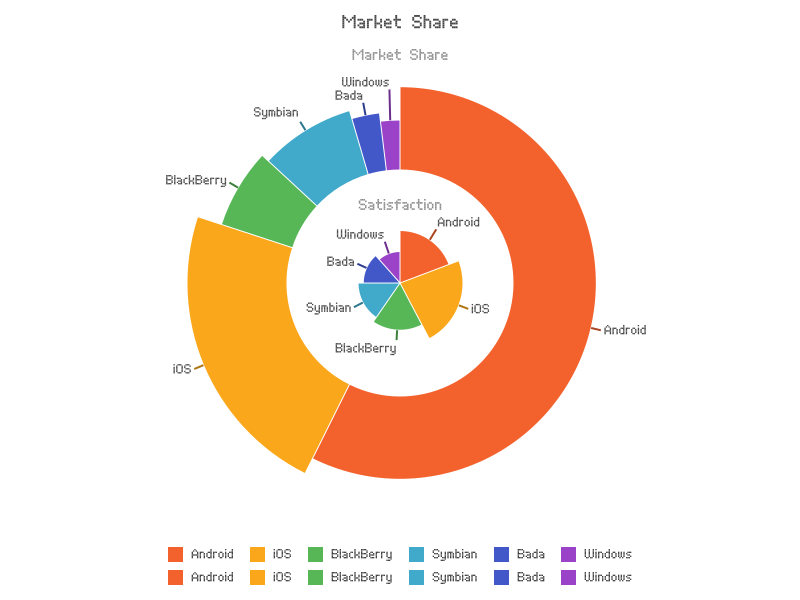 Market Share
Market Share
Windows
Bada
Symbian
BlackBerry
Satisfaction
Android
Windows
Bada
Symbian
iOS
Android
BlackBerry
iOS
Android iOS BlackBerry Symbian Bada Windows
Android iOS BlackBerry Symbian Bada Windows